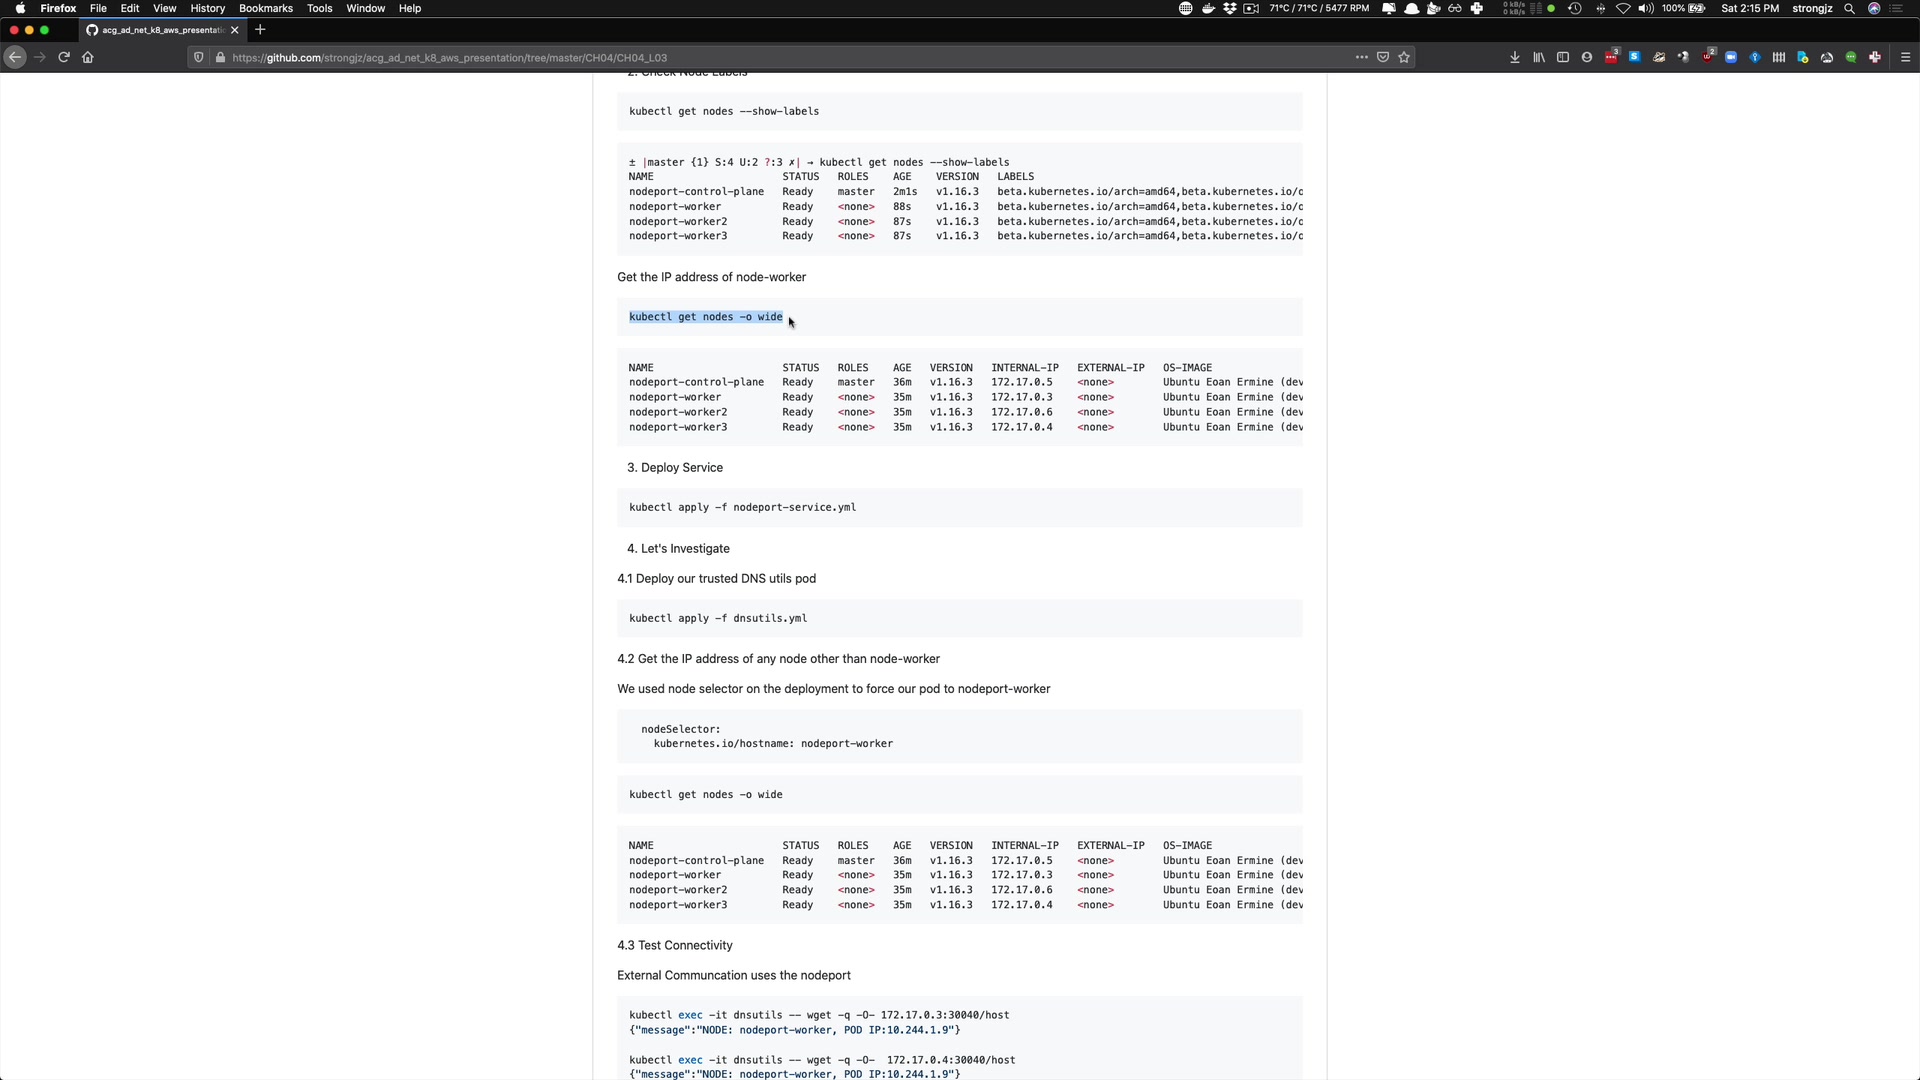 Firefox File Edit View History Bookmarks Tools Window Help
71°C / 71°C / 5477 RPM
0 kB/s
0 kB/s
100%
Sat 2:15 PM strongjz
acg_ad_net_k8_aws_presentati
https://github.com/strongjz/acg_ad_net_k8_aws_presentation/tree/master/CH04/CH04_L03
3
2
2. Check Node Labels
kubectl get nodes --show-labels
± |master {1} S:4 U:2 ?:3 ✗| → kubectl get nodes --show-labels
NAME STATUS ROLES AGE VERSION LABELS
nodeport-control-plane Ready master 2m1s v1.16.3 beta.kubernetes.io/arch=amd64,beta.kubernetes.io/o
nodeport-worker Ready <none> 88s v1.16.3 beta.kubernetes.io/arch=amd64,beta.kubernetes.io/o
nodeport-worker2 Ready <none> 87s v1.16.3 beta.kubernetes.io/arch=amd64,beta.kubernetes.io/o
nodeport-worker3 Ready <none> 87s v1.16.3 beta.kubernetes.io/arch=amd64,beta.kubernetes.io/o
Get the IP address of node-worker
kubectl get nodes -o wide
NAME STATUS ROLES AGE VERSION INTERNAL-IP EXTERNAL-IP OS-IMAGE
nodeport-control-plane Ready master 36m v1.16.3 172.17.0.5 <none> Ubuntu Eoan Ermine (dev
nodeport-worker Ready <none> 35m v1.16.3 172.17.0.3 <none> Ubuntu Eoan Ermine (dev
nodeport-worker2 Ready <none> 35m v1.16.3 172.17.0.6 <none> Ubuntu Eoan Ermine (dev
nodeport-worker3 Ready <none> 35m v1.16.3 172.17.0.4 <none> Ubuntu Eoan Ermine (dev
3. Deploy Service
kubectl apply -f nodeport-service.yml
4. Let's Investigate
4.1 Deploy our trusted DNS utils pod
kubectl apply -f dnsutils.yml
4.2 Get the IP address of any node other than node-worker
We used node selector on the deployment to force our pod to nodeport-worker
nodeSelector:
kubernetes.io/hostname: nodeport-worker
kubectl get nodes -o wide
NAME STATUS ROLES AGE VERSION INTERNAL-IP EXTERNAL-IP OS-IMAGE
nodeport-control-plane Ready master 36m v1.16.3 172.17.0.5 <none> Ubuntu Eoan Ermine (dev
nodeport-worker Ready <none> 35m v1.16.3 172.17.0.3 <none> Ubuntu Eoan Ermine (dev
nodeport-worker2 Ready <none> 35m v1.16.3 172.17.0.6 <none> Ubuntu Eoan Ermine (dev
nodeport-worker3 Ready <none> 35m v1.16.3 172.17.0.4 <none> Ubuntu Eoan Ermine (dev
4.3 Test Connectivity
External Communcation uses the nodeport
kubectl exec -it dnsutils -- wget -q -O- 172.17.0.3:30040/host
{"message":"NODE: nodeport-worker, POD IP:10.244.1.9"}
kubectl exec -it dnsutils -- wget -q -O- 172.17.0.4:30040/host
{"message":"NODE: nodeport-worker, POD IP:10.244.1.9"}